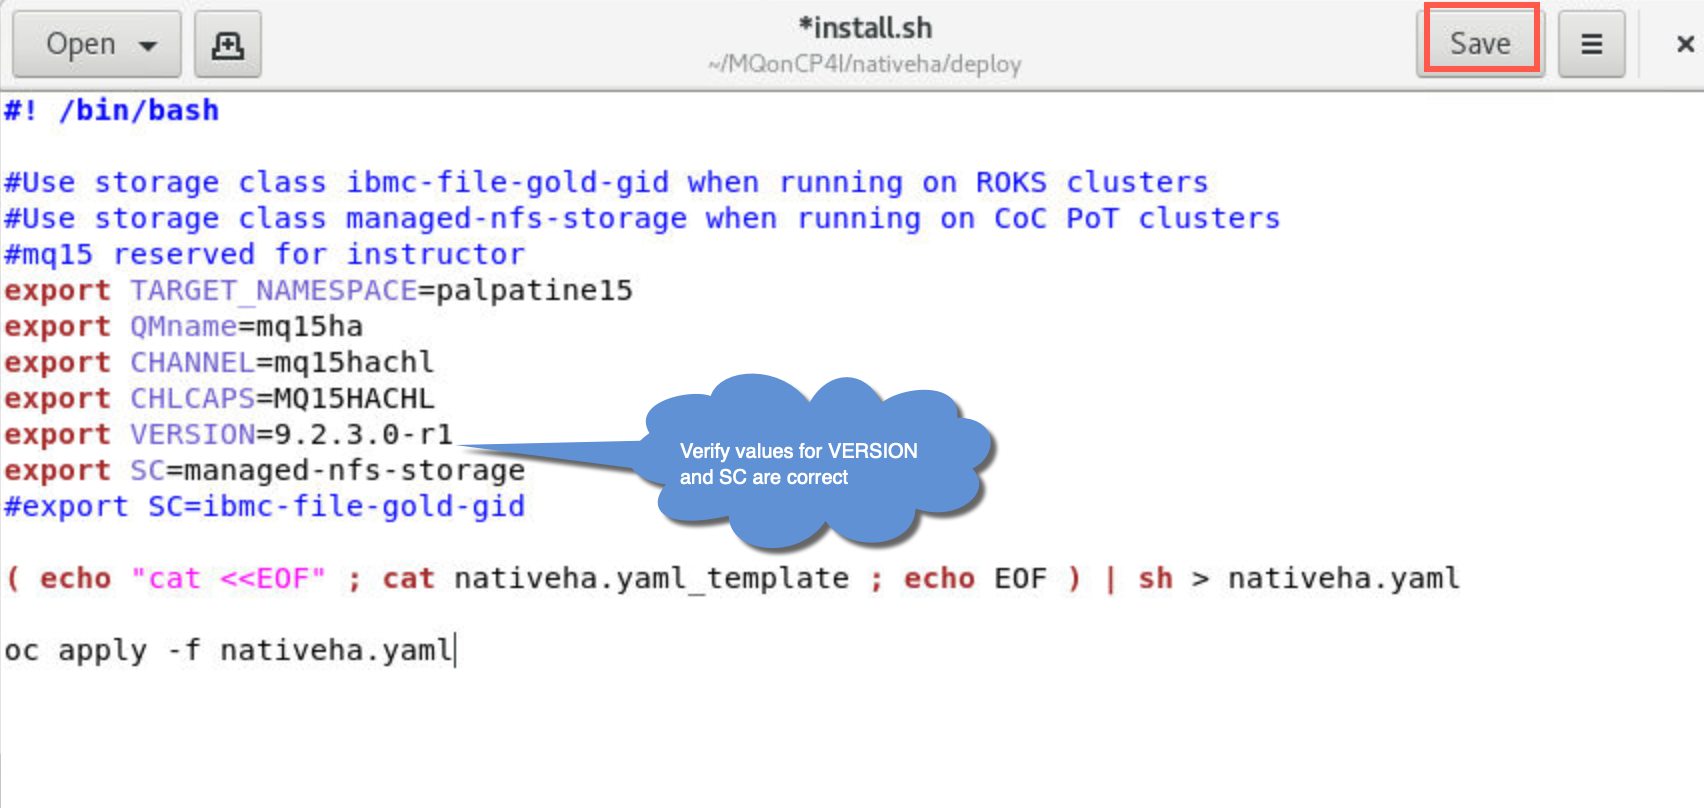 Open
*install.sh
~/MQonCP4I/nativeha/deploy
Save
#! /bin/bash
#Use storage class ibmc-file-gold-gid when running on ROKS clusters
#Use storage class managed-nfs-storage when running on CoC PoT clusters
#mq15 reserved for instructor
export TARGET_NAMESPACE=palpatine15
export QMname=mq15ha
export CHANNEL=mq15hachl
export CHLCAPS=MQ15HACHL
export VERSION=9.2.3.0-r1
export SC=managed-nfs-storage
#export SC=ibmc-file-gold-gid
Verify values for VERSION
and SC are correct
( echo "cat <<EOF" ; cat nativeha.yaml_template ; echo EOF ) | sh > nativeha.yaml
oc apply -f nativeha.yaml